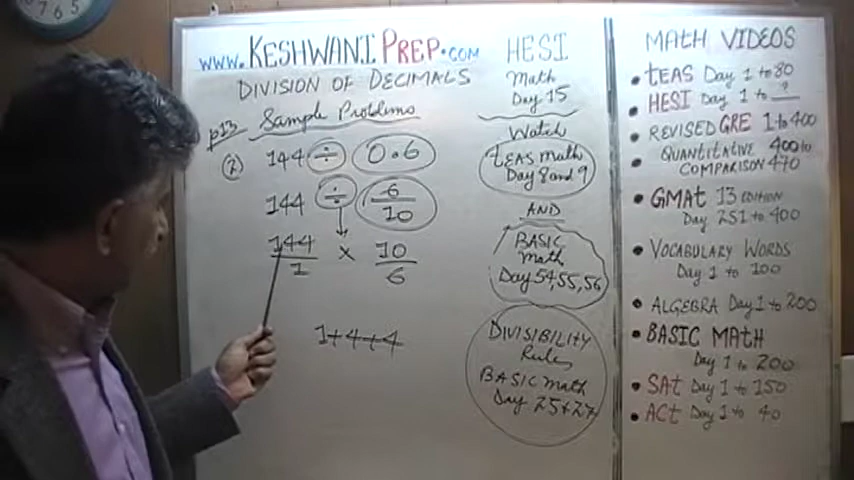 7 6 5
www.KESHWANIPREP.com
DIVISION OF DECIMALS
p13 Sample Problems
(2) 144 ÷ 0.6
144 ÷ 6/10
144/1 x 10/6
1+4+4
HESI
Math
Day 15
Watch
TEAS Math
Day 8 and 9
AND
BASIC
Math
Day 54,55,56
DIVISIBILITY
Rules
BASIC math
Day 25+27
MATH VIDEOS
• TEAS Day 1 to 80
• HESI Day 1 to ?
• REVISED GRE 1 to 400
• QUANTITATIVE 400 to
COMPARISON 470
• GMAT 13 EDITION
Day 251 to 400
• VOCABULARY WORDS
Day 1 to 100
• ALGEBRA Day 1 to 200
• BASIC MATH
Day 1 to 200
• SAT Day 1 to 150
• ACT Day 1 to 40